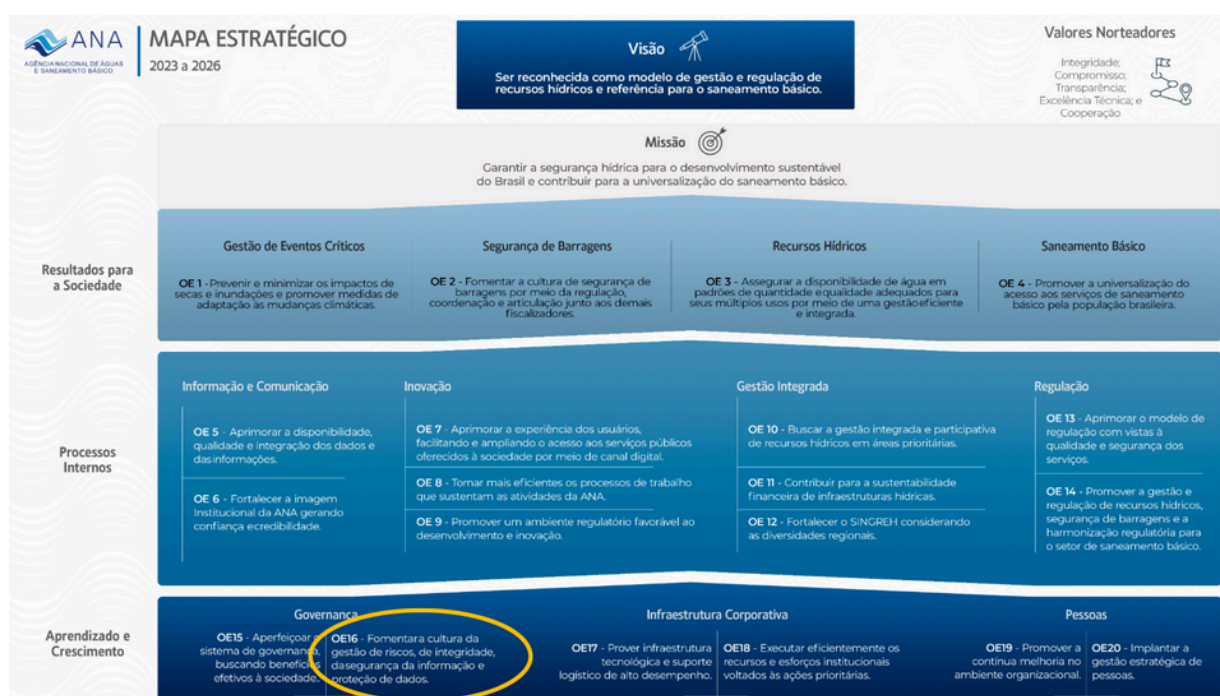 ANA
AGÊNCIA NACIONAL DE ÁGUAS
E SANEAMENTO BÁSICO
MAPA ESTRATÉGICO
2023 a 2026
Visão
Ser reconhecida como modelo de gestão e regulação de
recursos hídricos e referência para o saneamento básico.
Valores Norteadores
Integridade;
Compromisso;
Transparência;
Excelência Técnica; e
Cooperação
Missão
Garantir a segurança hídrica para o desenvolvimento sustentável
do Brasil e contribuir para a universalização do saneamento básico.
Resultados para
a Sociedade
Gestão de Eventos Críticos
OE 1 -Prevenir e minimizar os impactos de
secas e inundações e promover medidas de
adaptação às mudanças climáticas.
Segurança de Barragens
OE 2 - Fomentar a cultura de segurança de
barragens por meio da regulação,
coordenação e articulação junto aos demais
fiscalizadores.
Recursos Hídricos
OE 3 - Assegurar a disponibilidade de água em
padrões de quantidade equalidade adequados para
seus múltiplos usos por meio de uma gestão eficiente
e integrada.
Saneamento Básico
OE 4 - Promover a universalização do
acesso aos serviços de saneamento
básico pela população brasileira.
Processos
Internos
Informação e Comunicação
OE 5 - Aprimorar a disponibilidade,
qualidade e integração dos dados e
das informações.
OE 6 - Fortalecer a imagem
Institucional da ANA gerando
confiança ecredibilidade.
Inovação
OE 7 - Aprimorar a experiência dos usuários,
facilitando e ampliando o acesso aos serviços públicos
oferecidos à sociedade por meio de canal digital.
OE 8 - Tornar mais eficientes os processos de trabalho
que sustentam as atividades da ANA.
OE 9 - Promover um ambiente regulatório favorável ao
desenvolvimento e inovação.
Gestão Integrada
OE 10 - Buscar a gestão integrada e participativa
de recursos hídricos em áreas prioritárias.
OE 11 - Contribuir para a sustentabilidade
financeira de infraestruturas hídricas.
OE 12 - Fortalecer o SINGREH considerando
as diversidades regionais.
Regulação
OE 13 - Aprimorar o modelo de
regulação com vistas à
qualidade e segurança dos
serviços.
OE 14 - Promover a gestão e
regulação de recursos hídricos,
segurança de barragens e a
harmonização regulatória para
o setor de saneamento básico.
Aprendizado e
Crescimento
Governança
OE15 - Aperfeiçoar o
sistema de governança,
buscando benefícios
efetivos à sociedade.
OE16 - Fomentara cultura da
gestão de riscos, de integridade,
dasegurança da informação e
proteção de dados.
Infraestrutura Corporativa
OE17 - Prover infraestrutura
tecnológica e suporte
logístico de alto desempenho.
OE18 - Executar eficientemente os
recursos e esforços institucionais
voltados às ações prioritárias.
Pessoas
OE19 - Promover a
contínua melhoria no
ambiente organizacional.
OE20 - Implantar a
gestão estratégica de
pessoas.